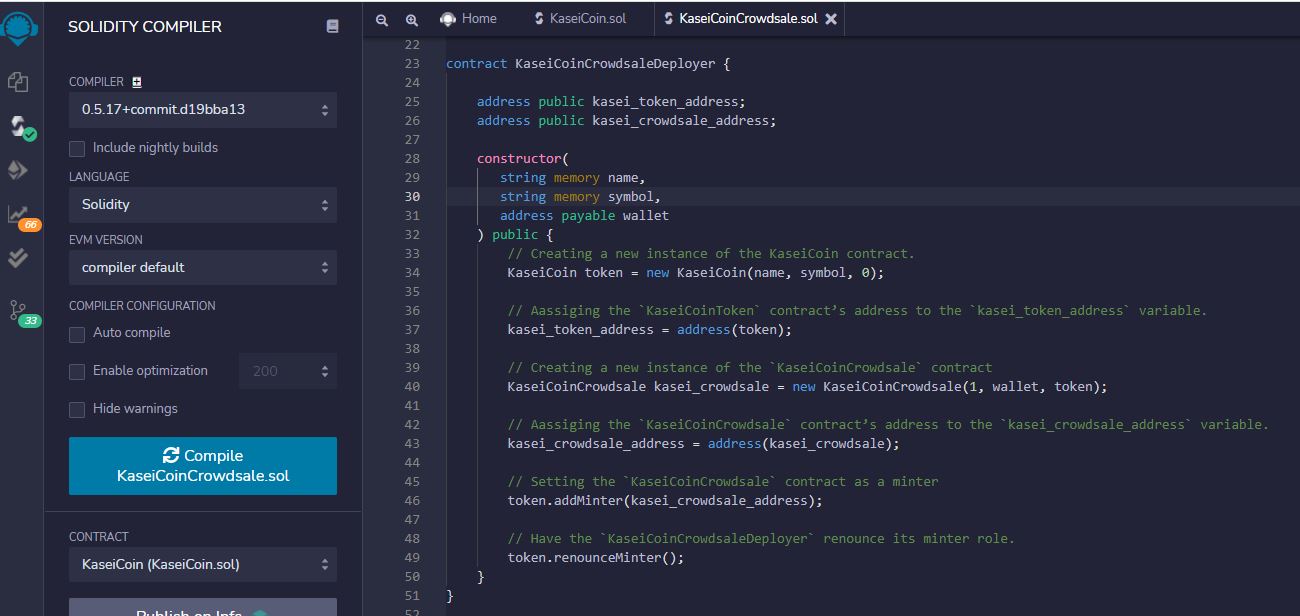 SOLIDITY COMPILER
COMPILER
0.5.17+commit.d19bba13
Include nightly builds
LANGUAGE
Solidity
EVM VERSION
compiler default
COMPILER CONFIGURATION
Auto compile
Enable optimization
200
Hide warnings
Compile
KaseiCoinCrowdsale.sol
CONTRACT
KaseiCoin (KaseiCoin.sol)
Publish on Ipfs
66
33
Home
KaseiCoin.sol
KaseiCoinCrowdsale.sol
22
23 contract KaseiCoinCrowdsaleDeployer {
24
25 address public kasei_token_address;
26 address public kasei_crowdsale_address;
27
28 constructor(
29 string memory name,
30 string memory symbol,
31 address payable wallet
32 ) public {
33 // Creating a new instance of the KaseiCoin contract.
34 KaseiCoin token = new KaseiCoin(name, symbol, 0);
35
36 // Aassiging the `KaseiCoinToken` contract’s address to the `kasei_token_address` variable.
37 kasei_token_address = address(token);
38
39 // Creating a new instance of the `KaseiCoinCrowdsale` contract
40 KaseiCoinCrowdsale kasei_crowdsale = new KaseiCoinCrowdsale(1, wallet, token);
41
42 // Aassiging the `KaseiCoinCrowdsale` contract’s address to the `kasei_crowdsale_address` variable.
43 kasei_crowdsale_address = address(kasei_crowdsale);
44
45 // Setting the `KaseiCoinCrowdsale` contract as a minter
46 token.addMinter(kasei_crowdsale_address);
47
48 // Have the `KaseiCoinCrowdsaleDeployer` renounce its minter role.
49 token.renounceMinter();
50 }
51 }
52